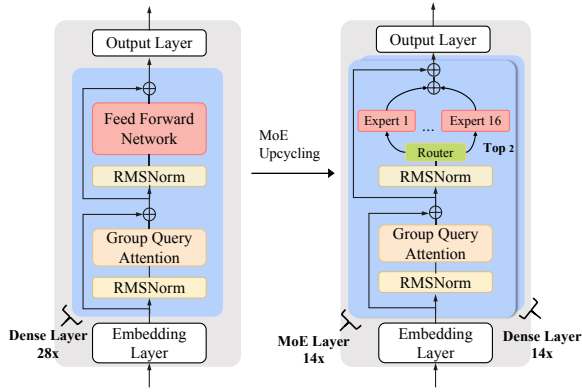 Output Layer
Feed Forward
Network
RMSNorm
Group Query
Attention
RMSNorm
Dense Layer
28x
Embedding
Layer
MoE
Upcycling
Output Layer
Expert 1
...
Expert 16
Router
Top 2
RMSNorm
Group Query
Attention
RMSNorm
MoE Layer
14x
Embedding
Layer
Dense Layer
14x